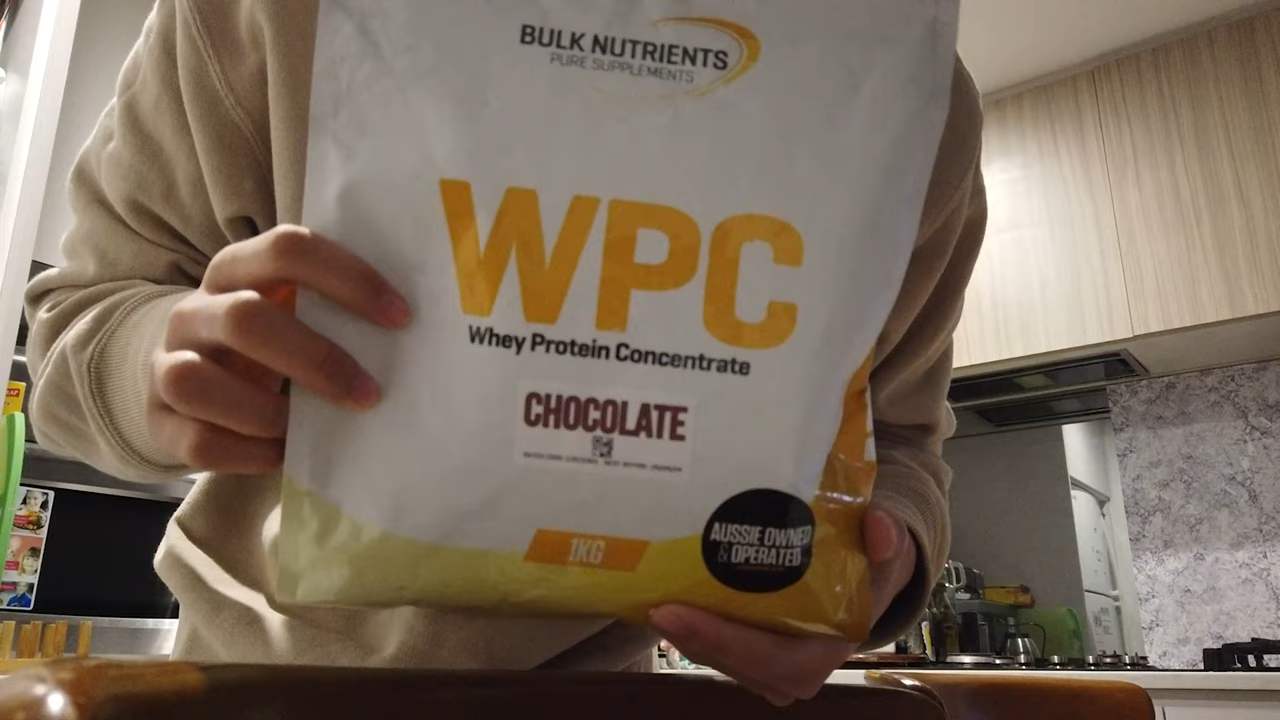 BULK NUTRIENTS
PURE SUPPLEMENTS
WPC
Whey Protein Concentrate
CHOCOLATE
1KG
AUSSIE OWNED
& OPERATED